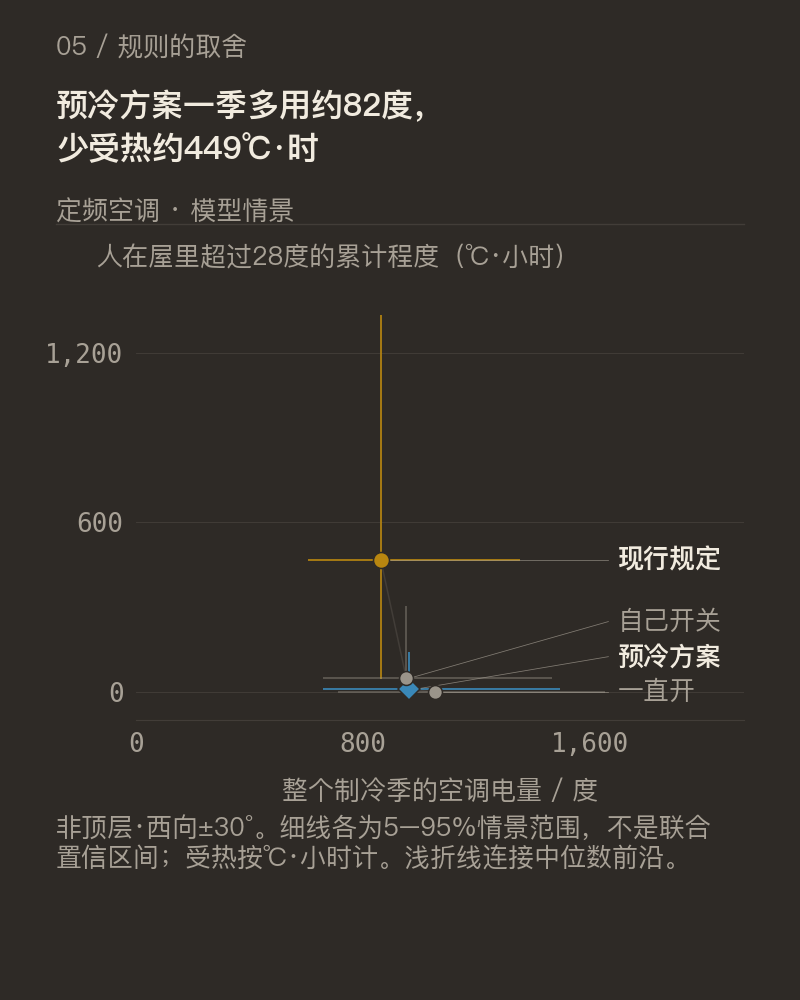 05 / 规则的取舍
预冷方案一季多用约82度，
少受热约449℃·时
定频空调 · 模型情景
人在屋里超过28度的累计程度（℃·小时）
1,200
600
现行规定
自己开关
预冷方案
一直开
0
0
800
1,600
整个制冷季的空调电量 / 度
非顶层·西向±30°。细线各为5—95%情景范围，不是联合
置信区间；受热按℃·小时计。浅折线连接中位数前沿。